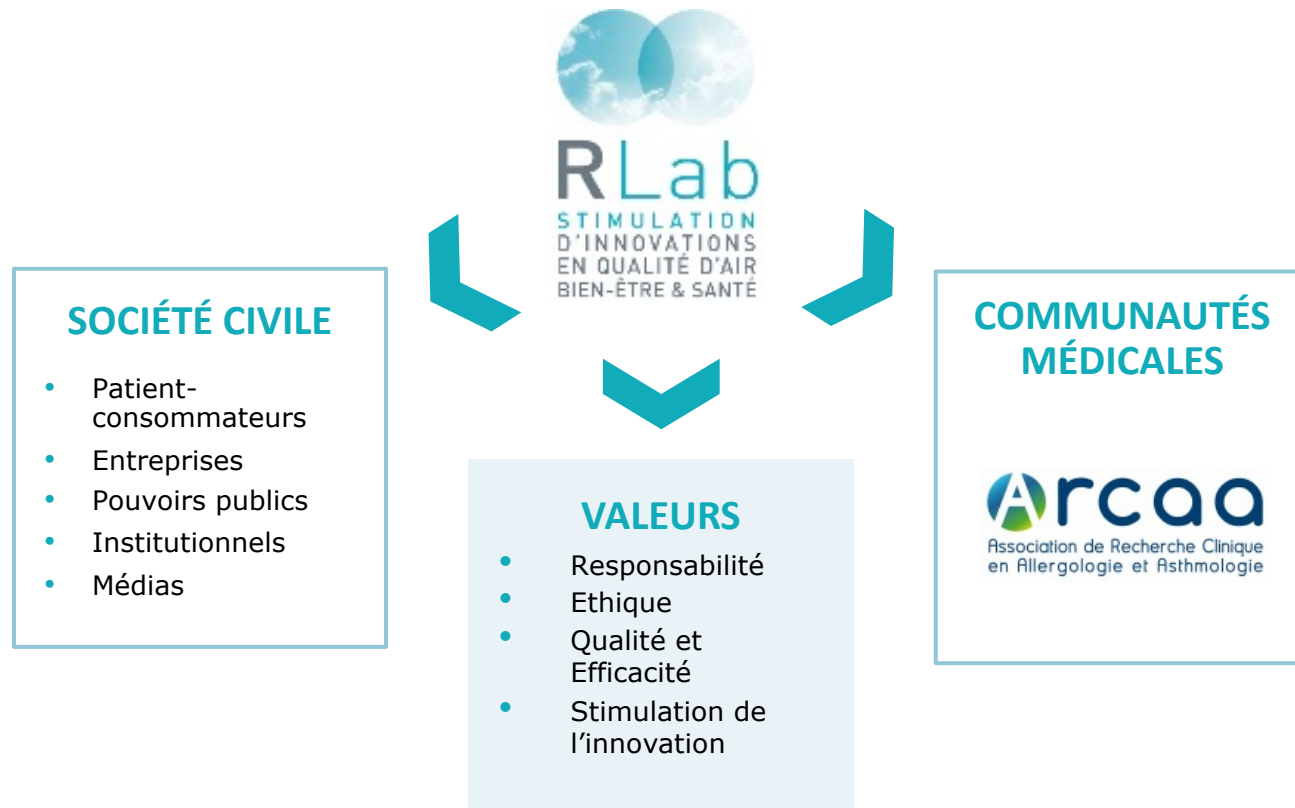 RLab
STIMULATION
D'INNOVATIONS
EN QUALITÉ D'AIR
BIEN-ÊTRE & SANTÉ
SOCIÉTÉ CIVILE
• Patient-
consommateurs
• Entreprises
• Pouvoirs publics
• Institutionnels
• Médias
VALEURS
• Responsabilité
• Ethique
• Qualité et
Efficacité
• Stimulation de
l’innovation
COMMUNAUTÉS
MÉDICALES
Arcaa
Association de Recherche Clinique
en Allergologie et Asthmologie